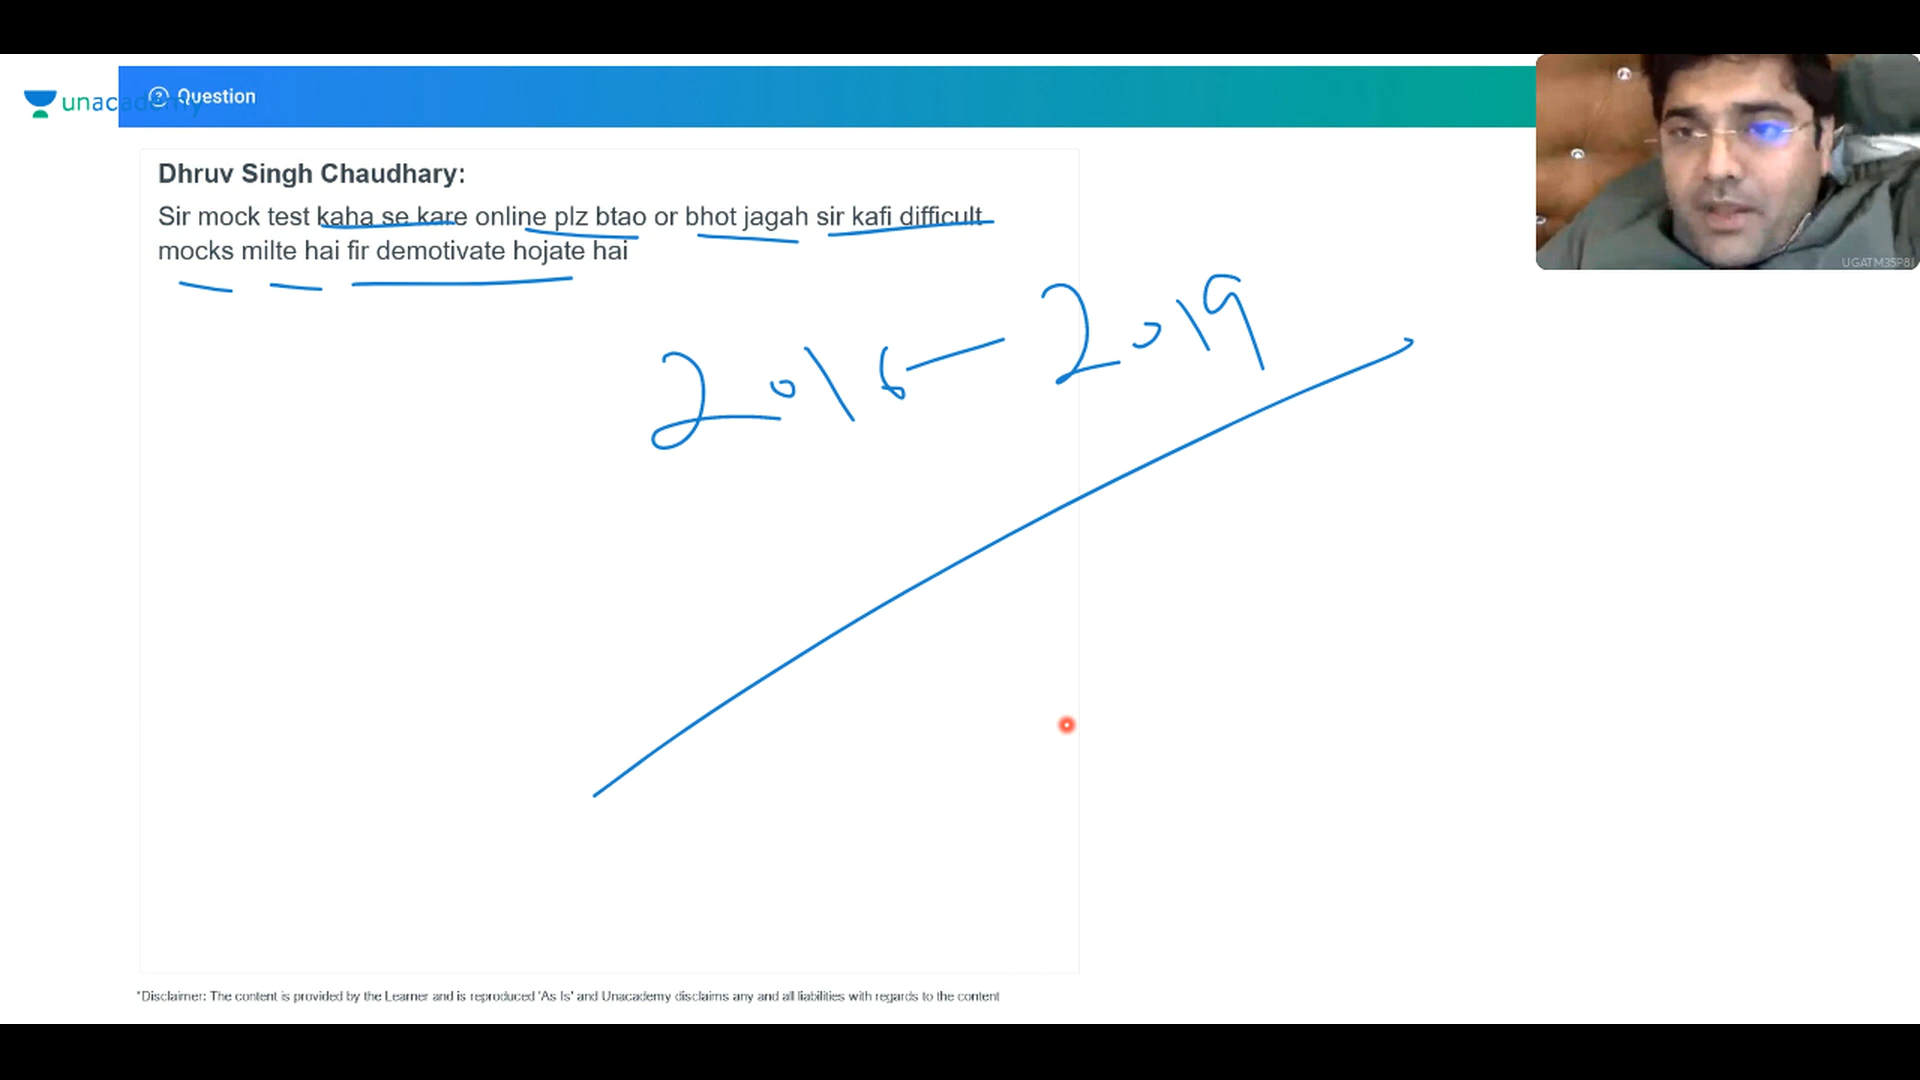 unacademy
Question
Dhruv Singh Chaudhary:
Sir mock test kaha se kare online plz btao or bhot jagah sir kafi difficult
mocks milte hai fir demotivate hojate hai
2016 - 2019
UGATM35P8I
*Disclaimer: The content is provided by the Learner and is reproduced 'As Is' and Unacademy disclaims any and all liabilities with regards to the content